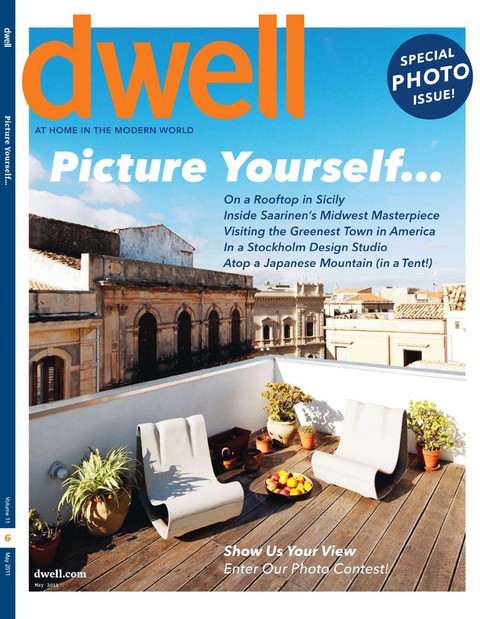 dwell
Picture Yourself...
Volume 11
6
May 2011
dwell
AT HOME IN THE MODERN WORLD
SPECIAL
PHOTO
ISSUE!
Picture Yourself...
On a Rooftop in Sicily
Inside Saarinen's Midwest Masterpiece
Visiting the Greenest Town in America
In a Stockholm Design Studio
Atop a Japanese Mountain (in a Tent!)
Show Us Your View
Enter Our Photo Contest!
dwell.com
May 2011